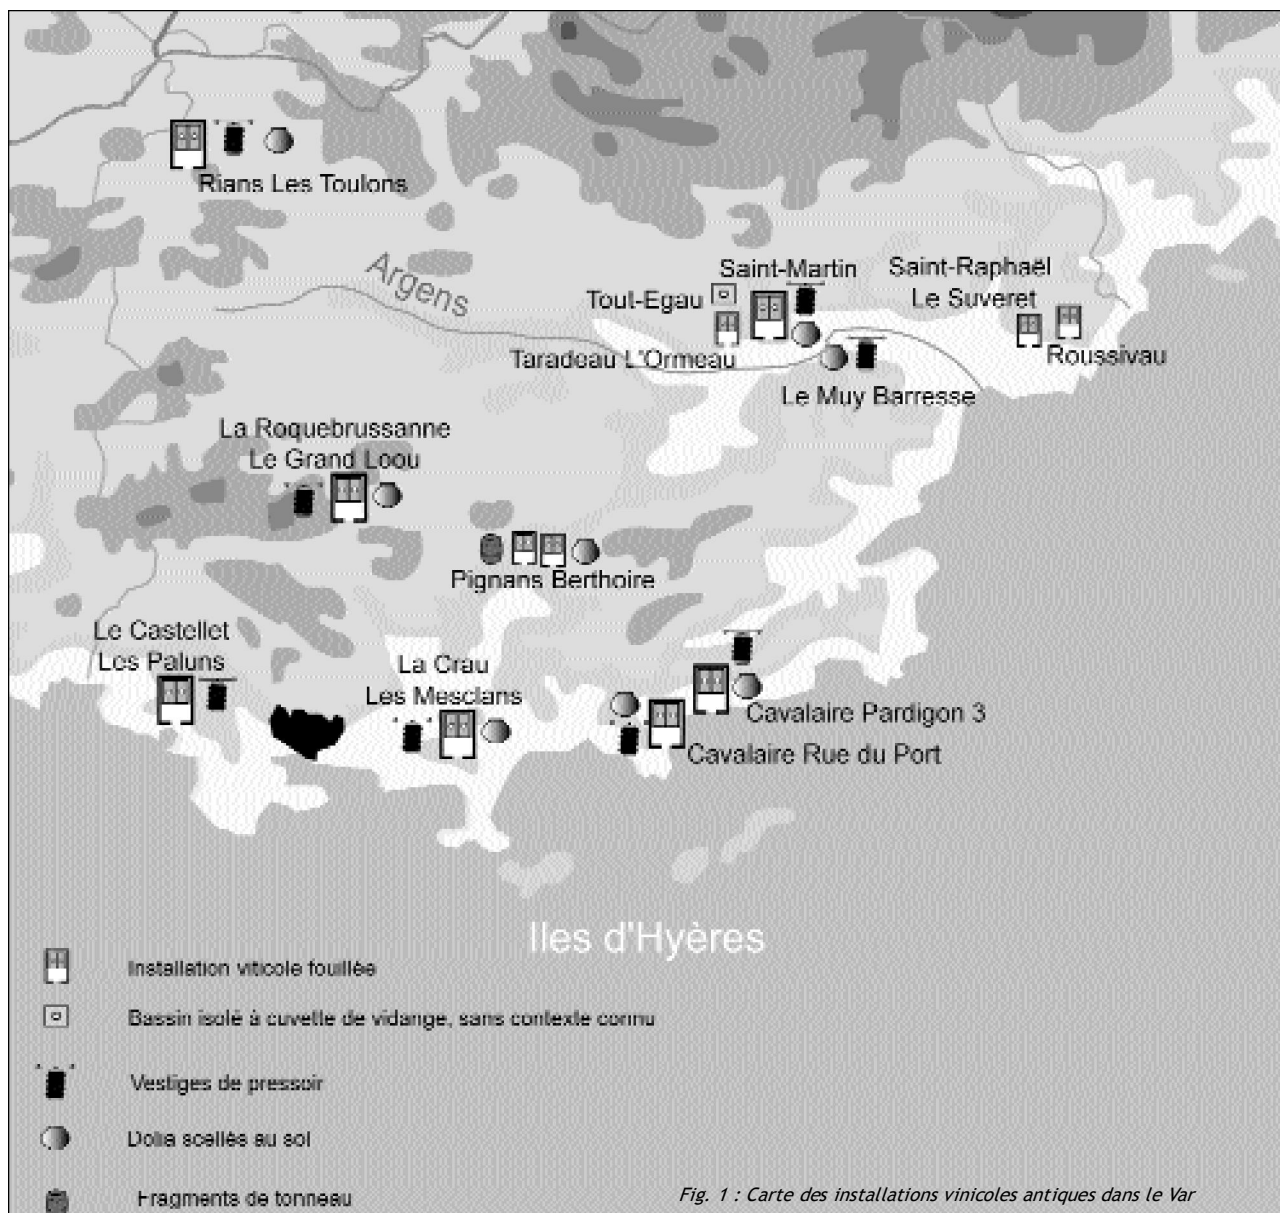 Rians Les Toulons
Argens
Saint-Martin
Tout-Egau
Taradeau L'Ormeau
Saint-Raphaël
Le Suveret
Roussivau
Le Muy Barresse
La Roquebrussanne
Le Grand Loou
Pignans Berthoire
Le Castellet
Les Paluns
La Crau
Les Mesclans
Cavalaire Pardigon 3
Cavalaire Rue du Port
Iles d'Hyères
Installation viticole fouillée
Bassin isolé à cuvette de vidange, sans contexte connu
Vestiges de pressoir
Dolia scellés au sol
Fragments de tonneau
Fig. 1 : Carte des installations vinicoles antiques dans le Var